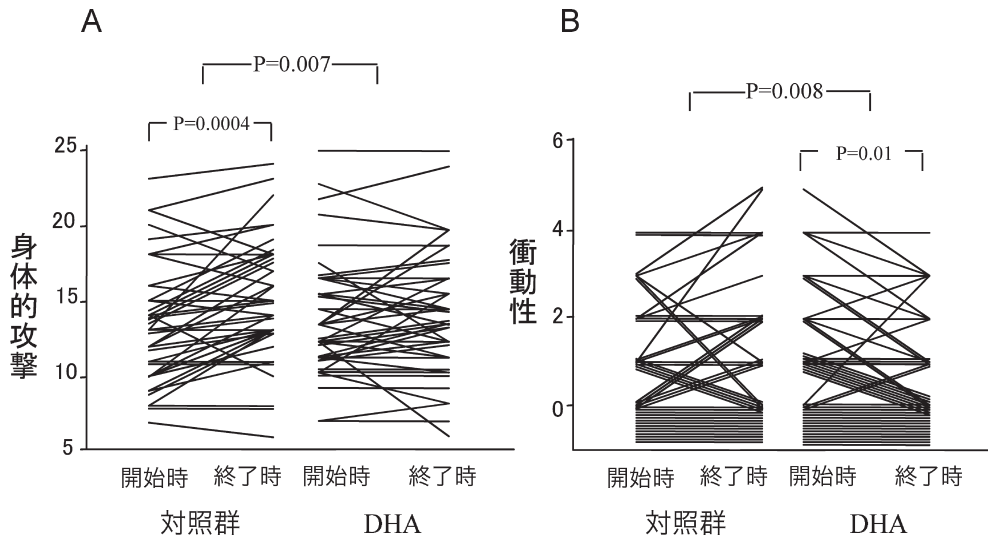 A
P=0.007
P=0.0004
25
20
15
10
5
身体的攻撃
開始時 終了時 開始時 終了時
対照群 DHA
B
P=0.008
P=0.01
6
4
2
0
衝動性
開始時 終了時 開始時 終了時
対照群 DHA